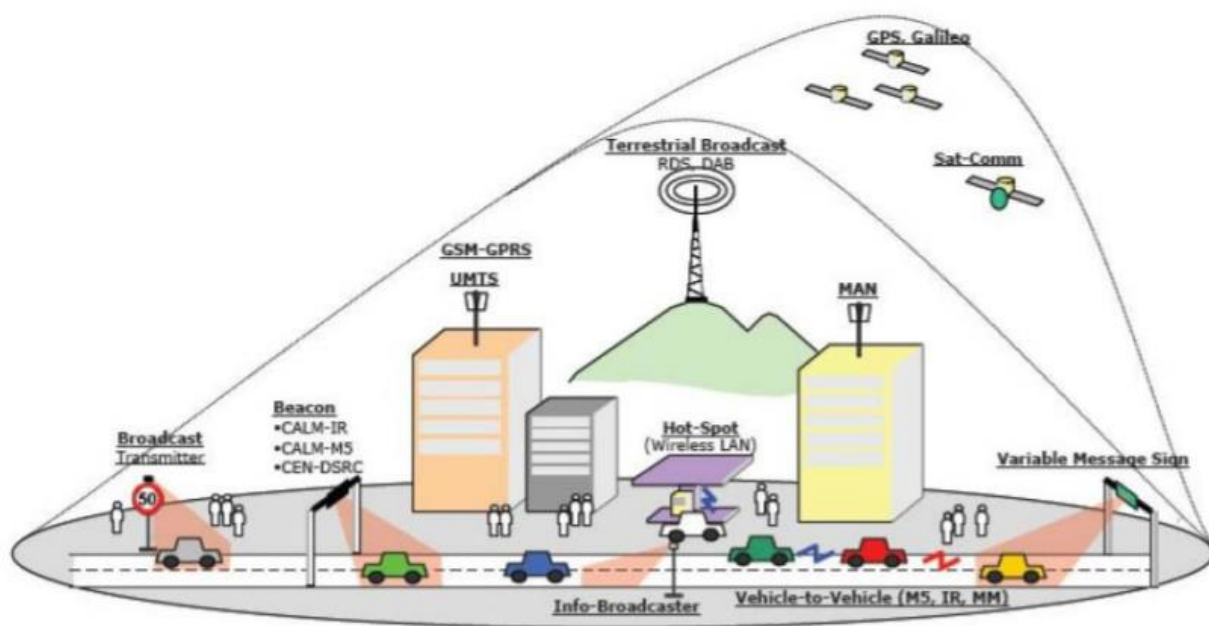 GPS, Galileo
Terrestrial Broadcast
RDS, DAB
Sat-Comm
GSM-GPRS
UMTS
MAN
Beacon
•CALM-IR
•CALM-M5
•CEN-DSRC
Broadcast
Transmitter
Hot-Spot
(Wireless LAN)
Variable Message Sign
50
Info-Broadcaster
Vehicle-to-Vehicle (M5, IR, MM)